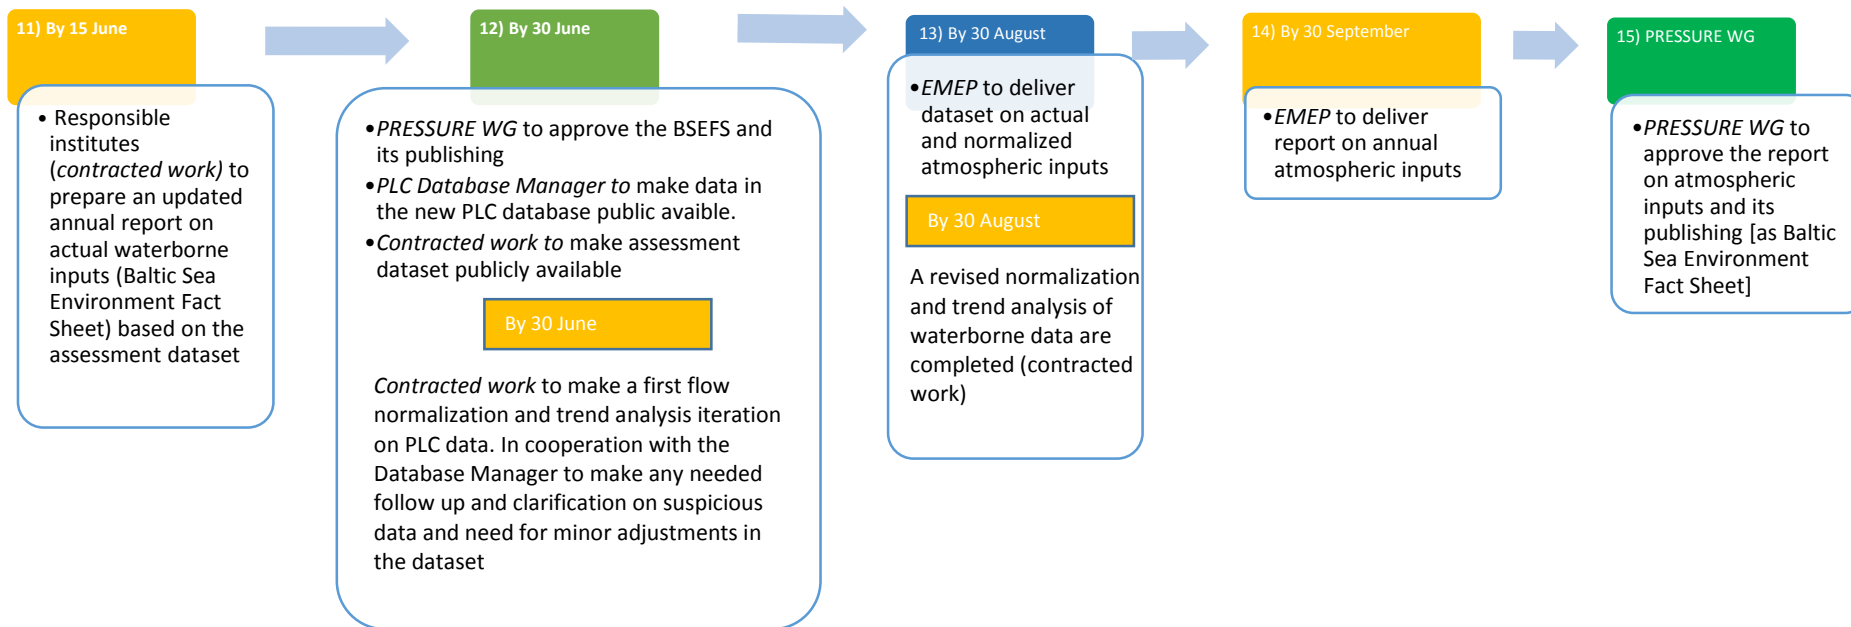 11) By 15 June
• Responsible
institutes
(contracted work) to
prepare an updated
annual report on
actual waterborne
inputs (Baltic Sea
Environment Fact
Sheet) based on the
assessment dataset
12) By 30 June
•PRESSURE WG to approve the BSEFS and
its publishing
•PLC Database Manager to make data in
the new PLC database public avaible.
•Contracted work to make assessment
dataset publicly available
By 30 June
Contracted work to make a first flow
normalization and trend analysis iteration
on PLC data. In cooperation with the
Database Manager to make any needed
follow up and clarification on suspicious
data and need for minor adjustments in
the dataset
13) By 30 August
•EMEP to deliver
dataset on actual
and normalized
atmospheric inputs
By 30 August
A revised normalization
and trend analysis of
waterborne data are
completed (contracted
work)
14) By 30 September
•EMEP to deliver
report on annual
atmospheric inputs
15) PRESSURE WG
•PRESSURE WG to
approve the report
on atmospheric
inputs and its
publishing [as Baltic
Sea Environment
Fact Sheet]